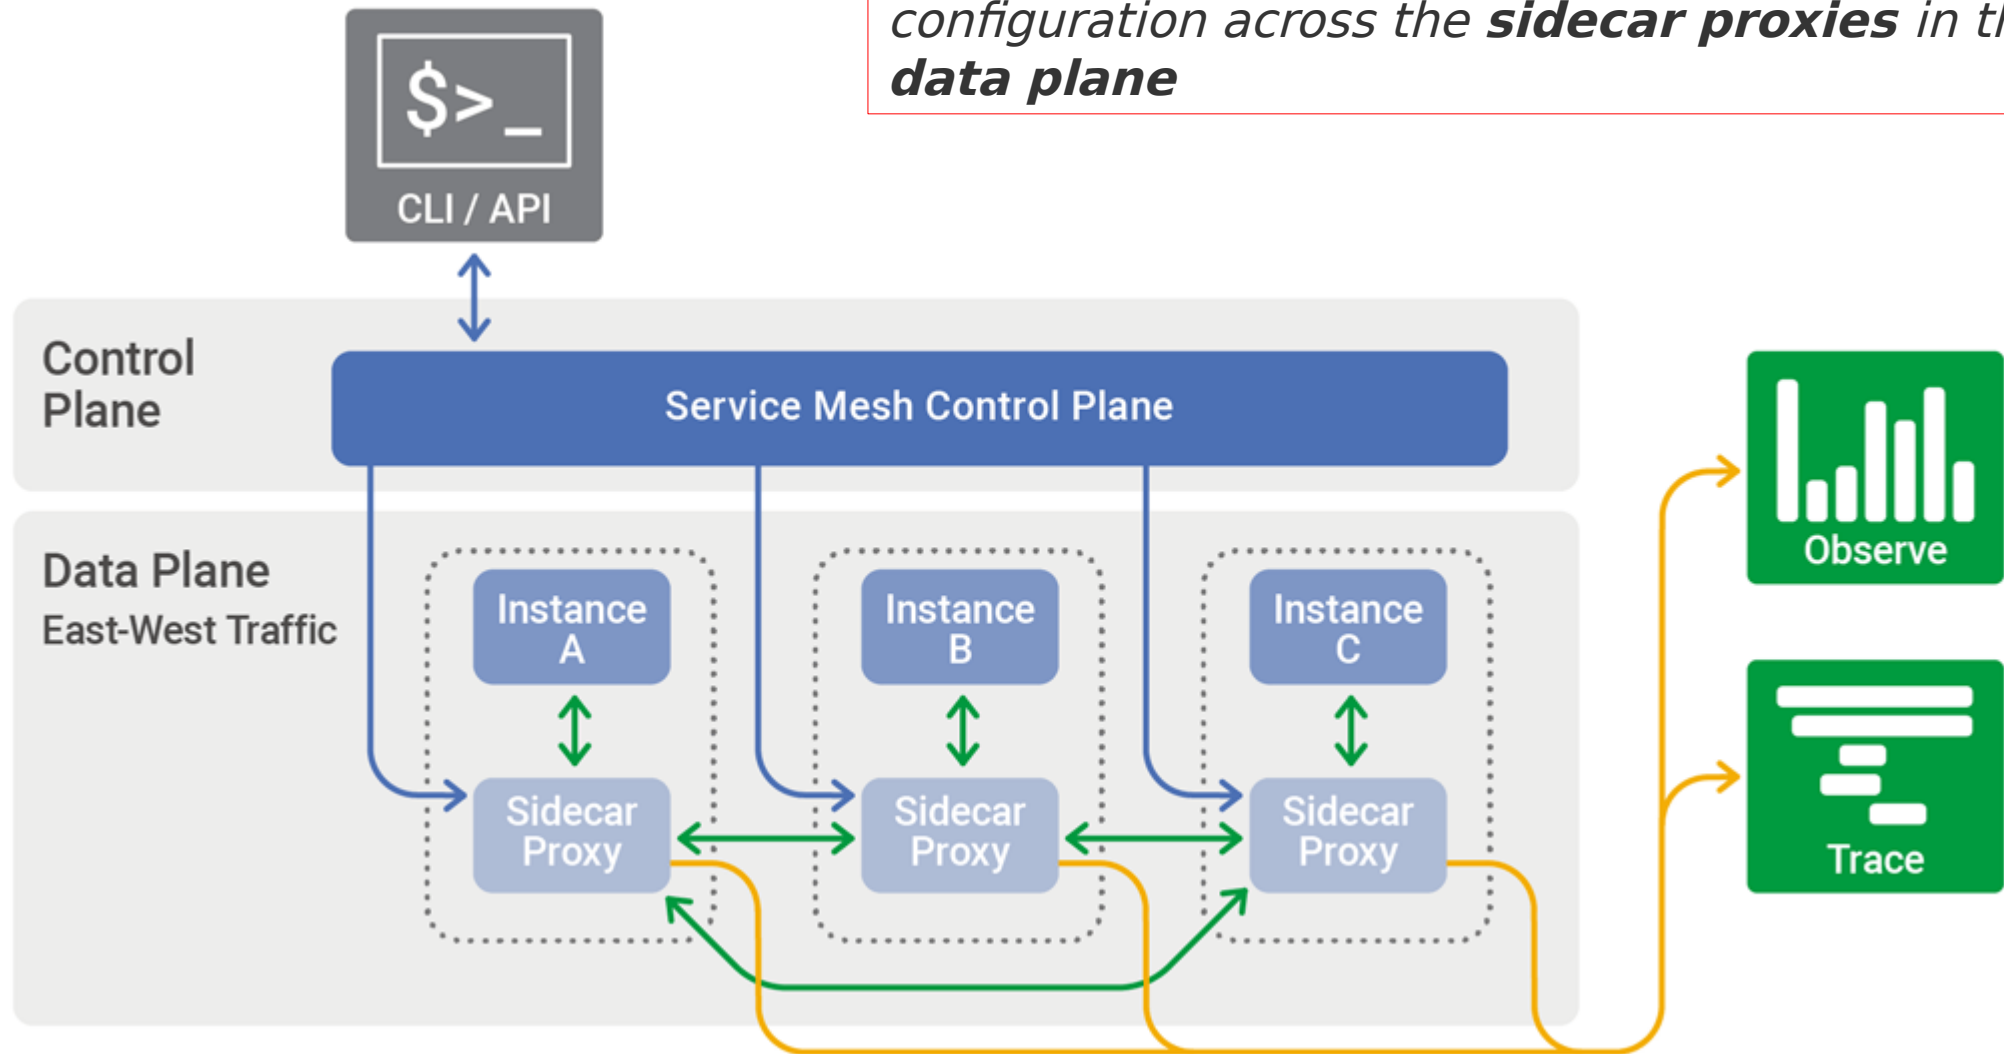 configuration across the sidecar proxies in
data plane
$>_
CLI / API
Control
Plane
Service Mesh Control Plane
Data Plane
East-West Traffic
Instance
A
Instance
B
Instance
C
Sidecar
Proxy
Sidecar
Proxy
Sidecar
Proxy
Observe
Trace